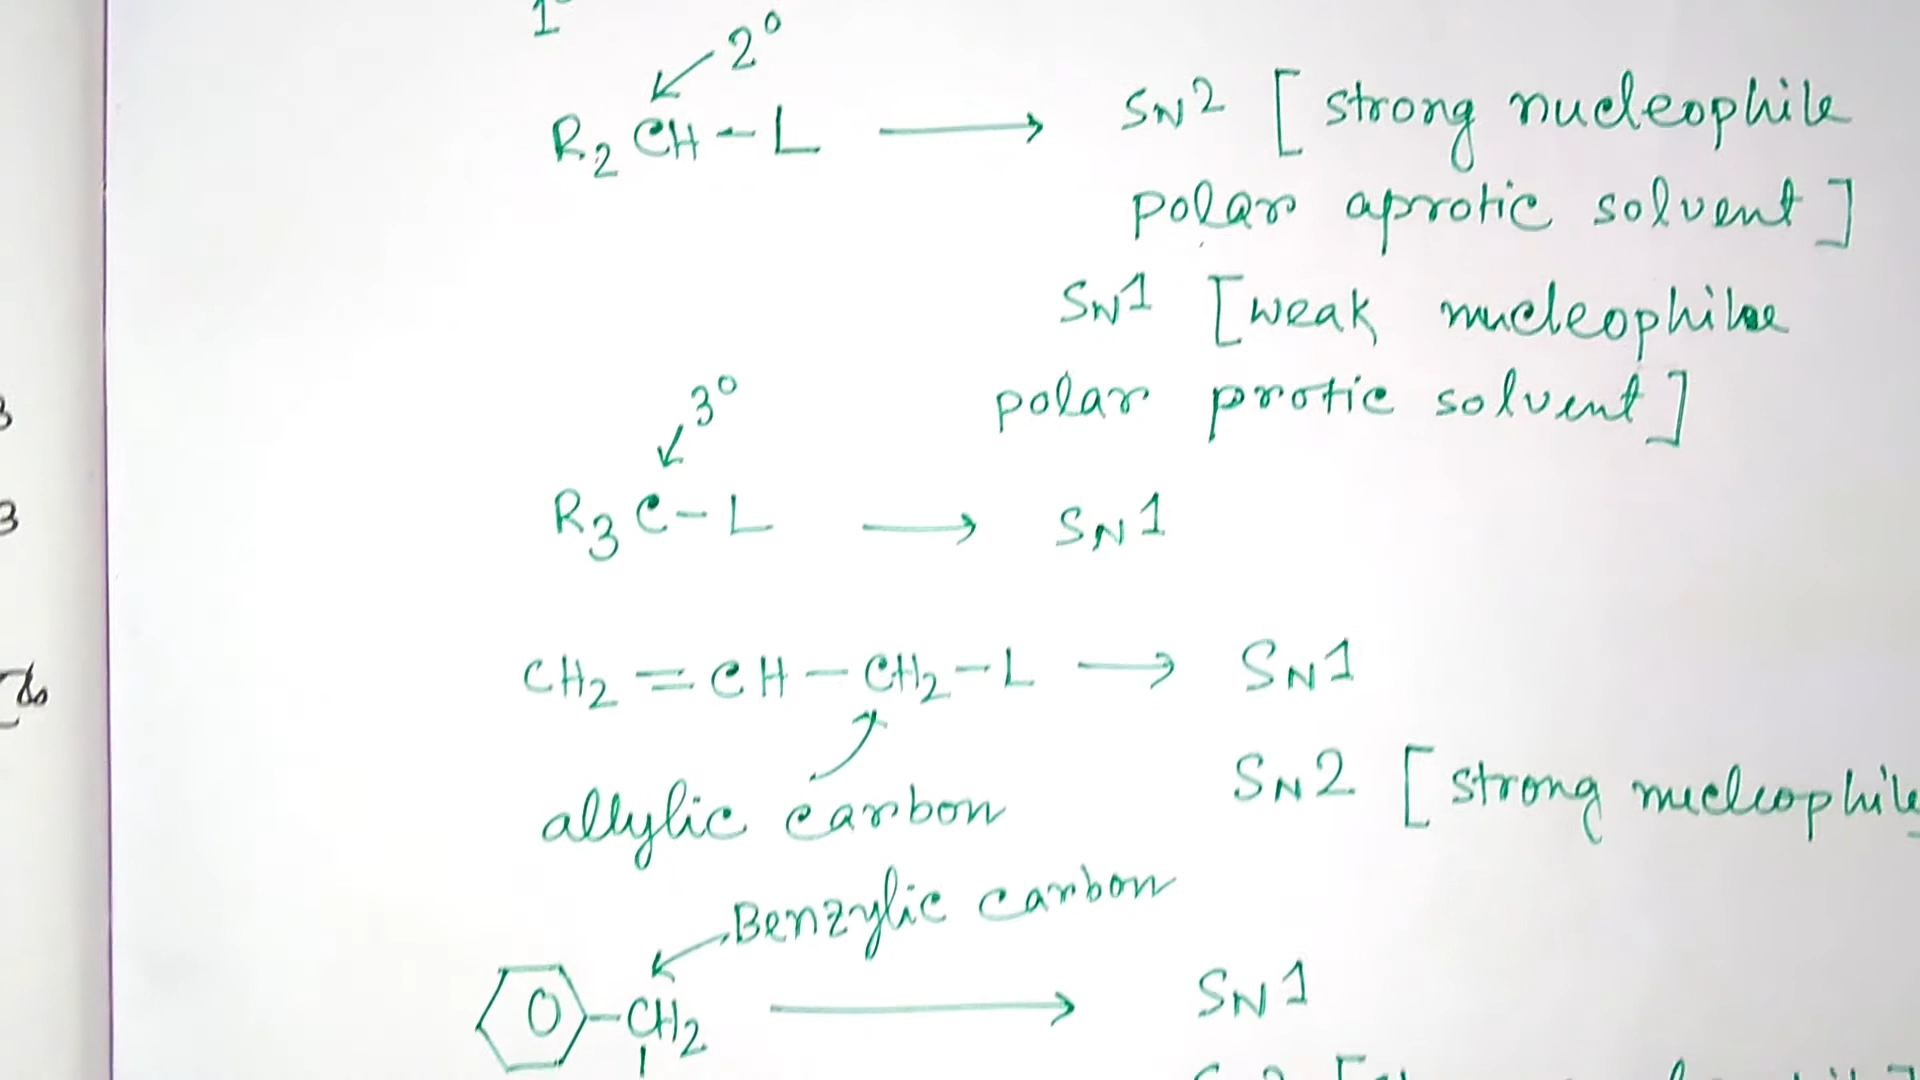 1
2°
R₂CH–L ⟶ SN2 [strong nucleophile
polar aprotic solvent]
SN1 [weak nucleophile
polar protic solvent]
3°
R₃C–L ⟶ SN1
CH₂=CH–CH₂–L ⟶ SN1
SN2 [strong nucleophile
allylic carbon
Benzylic carbon
–CH₂ ⟶ SN1